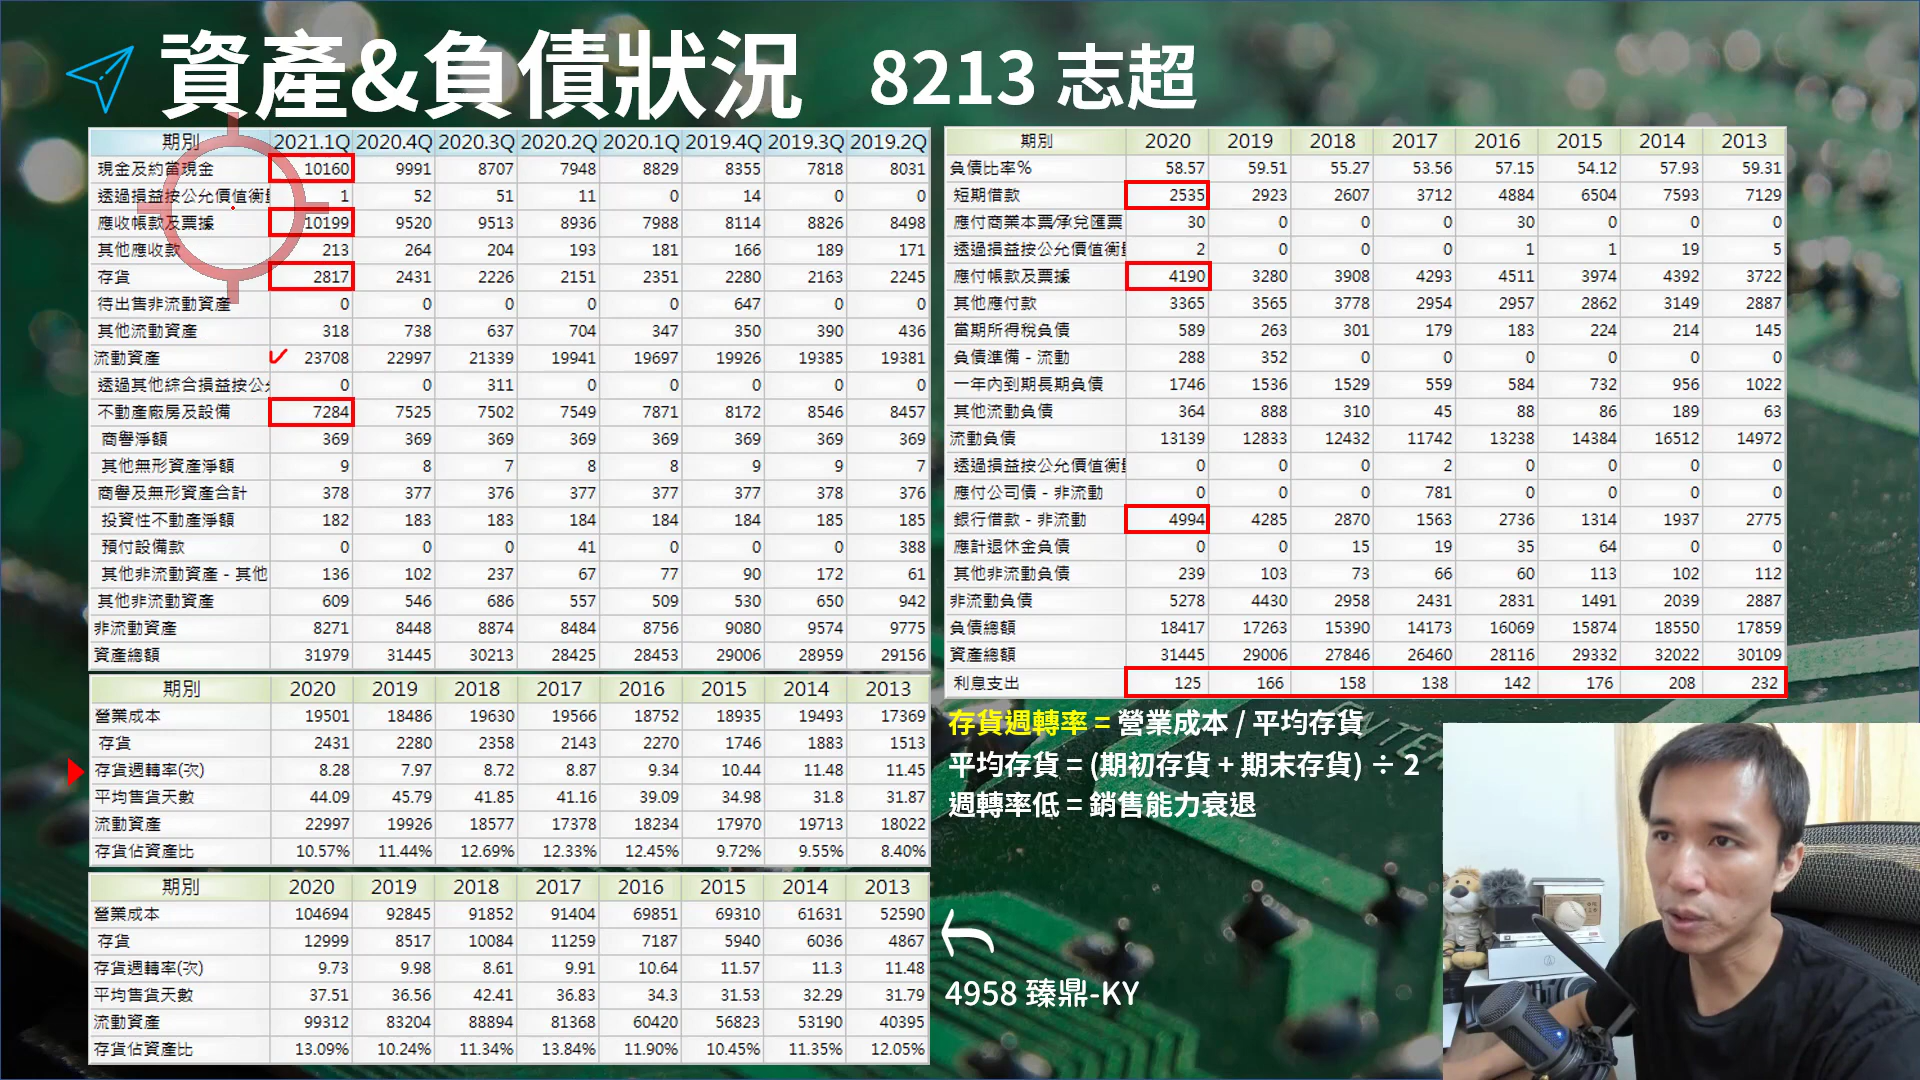 資產&負債狀況 8213 志超
期別 2021.1Q 2020.4Q 2020.3Q 2020.2Q 2020.1Q 2019.4Q 2019.3Q 2019.2Q
現金及約當現金 10160 9991 8707 7948 8829 8355 7818 8031
透過損益按公允價值衡量 1 52 51 11 0 14 0 0
應收帳款及票據 10199 9520 9513 8936 7988 8114 8826 8498
其他應收款 213 264 204 193 181 166 189 171
存貨 2817 2431 2226 2151 2351 2280 2163 2245
待出售非流動資產 0 0 0 0 0 647 0 0
其他流動資產 318 738 637 704 347 350 390 436
流動資產 23708 22997 21339 19941 19697 19926 19385 19381
透過其他綜合損益按公 0 0 311 0 0 0 0 0
不動產廠房及設備 7284 7525 7502 7549 7871 8172 8546 8457
商譽淨額 369 369 369 369 369 369 369 369
其他無形資產淨額 9 8 7 8 8 9 9 7
商譽及無形資產合計 378 377 376 377 377 377 378 376
投資性不動產淨額 182 183 183 184 184 184 185 185
預付設備款 0 0 0 41 0 0 0 388
其他非流動資產 - 其他 136 102 237 67 77 90 172 61
其他非流動資產 609 546 686 557 509 530 650 942
非流動資產 8271 8448 8874 8484 8756 9080 9574 9775
資產總額 31979 31445 30213 28425 28453 29006 28959 29156
期別 2020 2019 2018 2017 2016 2015 2014 2013
營業成本 19501 18486 19630 19566 18752 18935 19493 17369
存貨 2431 2280 2358 2143 2270 1746 1883 1513
存貨週轉率(次) 8.28 7.97 8.72 8.87 9.34 10.44 11.48 11.45
平均售貨天數 44.09 45.79 41.85 41.16 39.09 34.98 31.8 31.87
流動資產 22997 19926 18577 17378 18234 17970 19713 18022
存貨佔資產比 10.57% 11.44% 12.69% 12.33% 12.45% 9.72% 9.55% 8.40%
期別 2020 2019 2018 2017 2016 2015 2014 2013
營業成本 104694 92845 91852 91404 69851 69310 61631 52590
存貨 12999 8517 10084 11259 7187 5940 6036 4867
存貨週轉率(次) 9.73 9.98 8.61 9.91 10.64 11.57 11.3 11.48
平均售貨天數 37.51 36.56 42.41 36.83 34.3 31.53 32.29 31.79
流動資產 99312 83204 88894 81368 60420 56823 53190 40395
存貨佔資產比 13.09% 10.24% 11.34% 13.84% 11.90% 10.45% 11.35% 12.05%
期別 2020 2019 2018 2017 2016 2015 2014 2013
負債比率% 58.57 59.51 55.27 53.56 57.15 54.12 57.93 59.31
短期借款 2535 2923 2607 3712 4884 6504 7593 7129
應付商業本票/承兌匯票 30 0 0 0 30 0 0 0
透過損益按公允價值衡量 2 0 0 0 1 1 19 5
應付帳款及票據 4190 3280 3908 4293 4511 3974 4392 3722
其他應付款 3365 3565 3778 2954 2957 2862 3149 2887
當期所得稅負債 589 263 301 179 183 224 214 145
負債準備 - 流動 288 352 0 0 0 0 0 0
一年內到期長期負債 1746 1536 1529 559 584 732 956 1022
其他流動負債 364 888 310 45 88 86 189 63
流動負債 13139 12833 12432 11742 13238 14384 16512 14972
透過損益按公允價值衡量 0 0 0 2 0 0 0 0
應付公司債 - 非流動 0 0 0 781 0 0 0 0
銀行借款 - 非流動 4994 4285 2870 1563 2736 1314 1937 2775
應計退休金負債 0 0 15 19 35 64 0 0
其他非流動負債 239 103 73 66 60 113 102 112
非流動負債 5278 4430 2958 2431 2831 1491 2039 2887
負債總額 18417 17263 15390 14173 16069 15874 18550 17859
資產總額 31445 29006 27846 26460 28116 29332 32022 30109
利息支出 125 166 158 138 142 176 208 232
存貨週轉率 = 營業成本 / 平均存貨
平均存貨 = (期初存貨 + 期末存貨) ÷ 2
週轉率低 = 銷售能力衰退
4958 臻鼎-KY